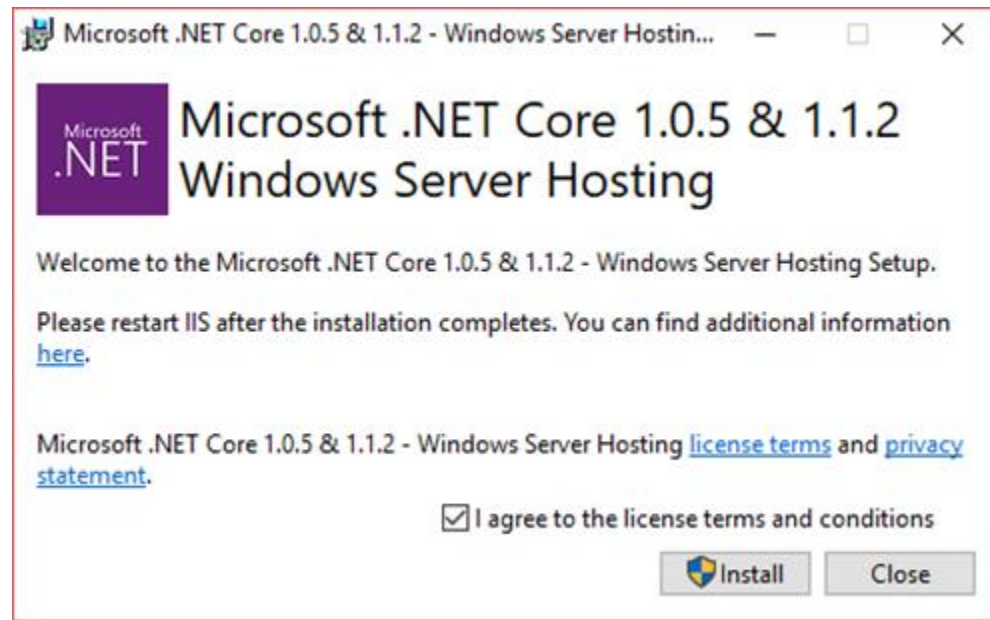 Microsoft .NET Core 1.0.5 & 1.1.2 - Windows Server Hostin...
Microsoft
.NET
Microsoft .NET Core 1.0.5 & 1.1.2
Windows Server Hosting
Welcome to the Microsoft .NET Core 1.0.5 & 1.1.2 - Windows Server Hosting Setup.
Please restart IIS after the installation completes. You can find additional information
here.
Microsoft .NET Core 1.0.5 & 1.1.2 - Windows Server Hosting license terms and privacy
statement.
I agree to the license terms and conditions
Install
Close